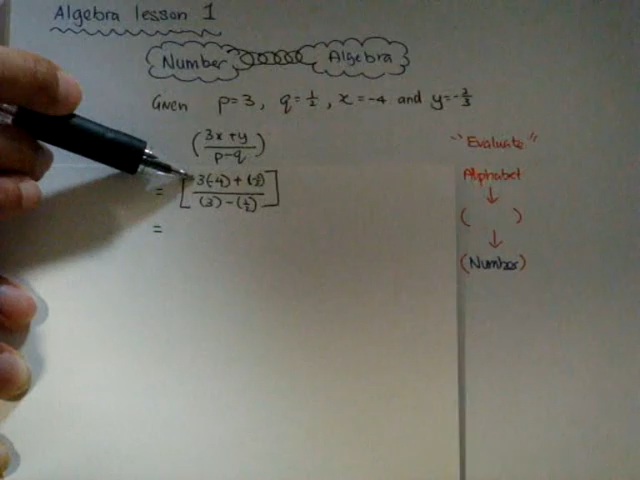 Algebra lesson 1
Number Algebra
Given p=3, q=1/2, x=-4 and y=-2/3
(3x+y / p-q)
"Evaluate"
= [3(-4)+(-2/3) / (3)-(1/2)]
Alphabet
↓
( )
↓
=
(Number)